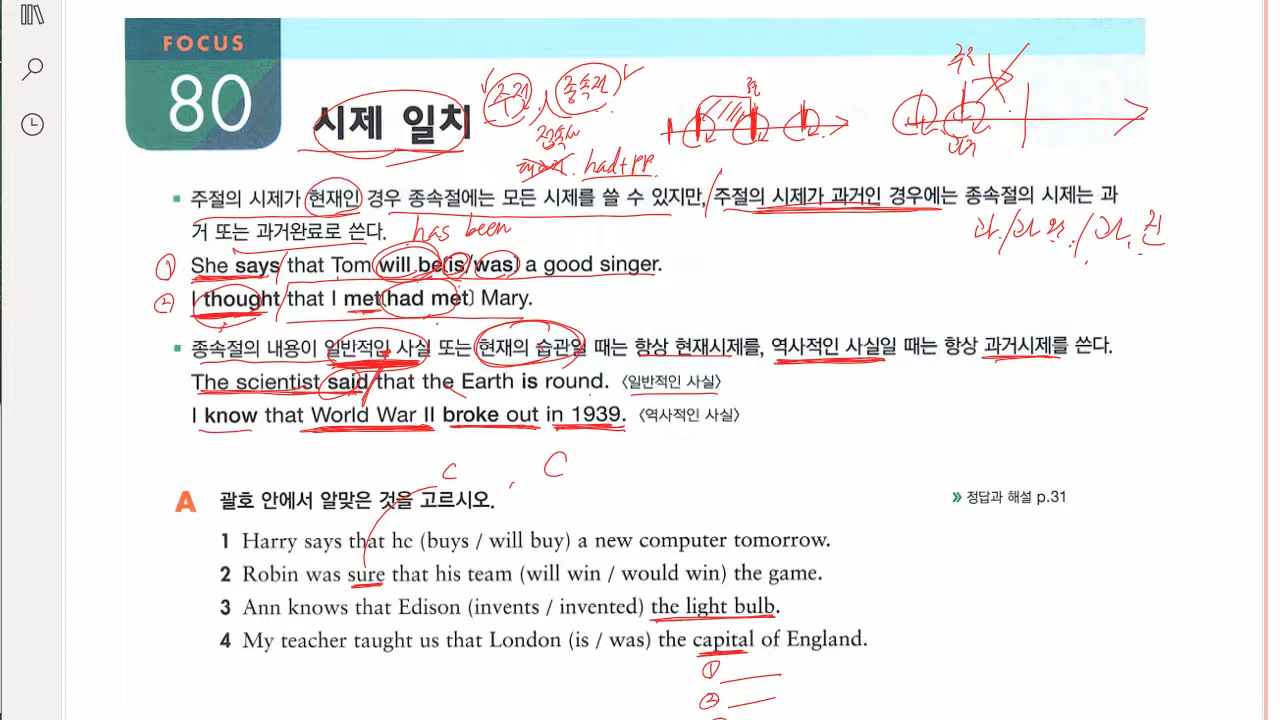 FOCUS
80
시제 일치
주절, 종속절
접속사
had+pp.
주절의 시제가 현재인 경우 종속절에는 모든 시제를 쓸 수 있지만, 주절의 시제가 과거인 경우에는 종속절의 시제는 과
거 또는 과거완료로 쓴다.
has been
① She says that Tom will be(is/was) a good singer.
② I thought that I met(had met) Mary.
종속절의 내용이 일반적인 사실 또는 현재의 습관일 때는 항상 현재시제를, 역사적인 사실일 때는 항상 과거시제를 쓴다.
The scientist said that the Earth is round. 〈일반적인 사실〉
I know that World War II broke out in 1939. 〈역사적인 사실〉
C , C
A 괄호 안에서 알맞은 것을 고르시오.
» 정답과 해설 p.31
1 Harry says that he (buys / will buy) a new computer tomorrow.
2 Robin was sure that his team (will win / would win) the game.
3 Ann knows that Edison (invents / invented) the light bulb.
4 My teacher taught us that London (is / was) the capital of England.
①
②